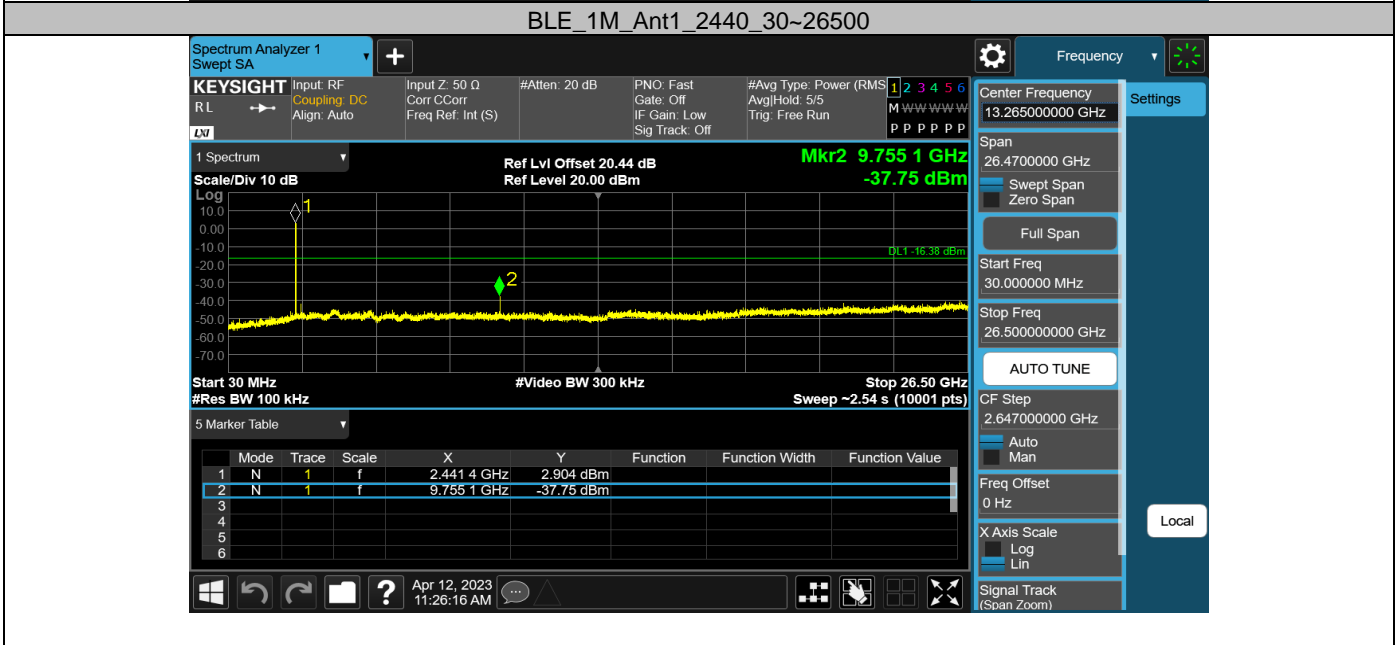 BLE_1M_Ant1_2440_30~26500
Spectrum Analyzer 1
Swept SA
Frequency
KEYSIGHT
RL
LXI
Input: RF
Coupling: DC
Align: Auto
Input Z: 50 Ω
Corr CCorr
Freq Ref: Int (S)
#Atten: 20 dB
PNO: Fast
Gate: Off
IF Gain: Low
Sig Track: Off
#Avg Type: Power (RMS
Avg|Hold: 5/5
Trig: Free Run
1 2 3 4 5 6
M W W W W W
P P P P P P
1 Spectrum
Scale/Div 10 dB
Ref Lvl Offset 20.44 dB
Ref Level 20.00 dBm
Mkr2 9.755 1 GHz
-37.75 dBm
Log
10.0
0.00
-10.0
-20.0
-30.0
-40.0
-50.0
-60.0
-70.0
1
2
DL1 -16.38 dBm
Start 30 MHz
#Res BW 100 kHz
#Video BW 300 kHz
Stop 26.50 GHz
Sweep ~2.54 s (10001 pts)
5 Marker Table
Mode Trace Scale X Y Function Function Width Function Value
1 N 1 f 2.441 4 GHz 2.904 dBm
2 N 1 f 9.755 1 GHz -37.75 dBm
3
4
5
6
Apr 12, 2023
11:26:16 AM
Center Frequency
13.265000000 GHz
Span
26.4700000 GHz
Swept Span
Zero Span
Full Span
Start Freq
30.000000 MHz
Stop Freq
26.500000000 GHz
AUTO TUNE
CF Step
2.647000000 GHz
Auto
Man
Freq Offset
0 Hz
X Axis Scale
Log
Lin
Signal Track
(Span Zoom)
Settings
Local